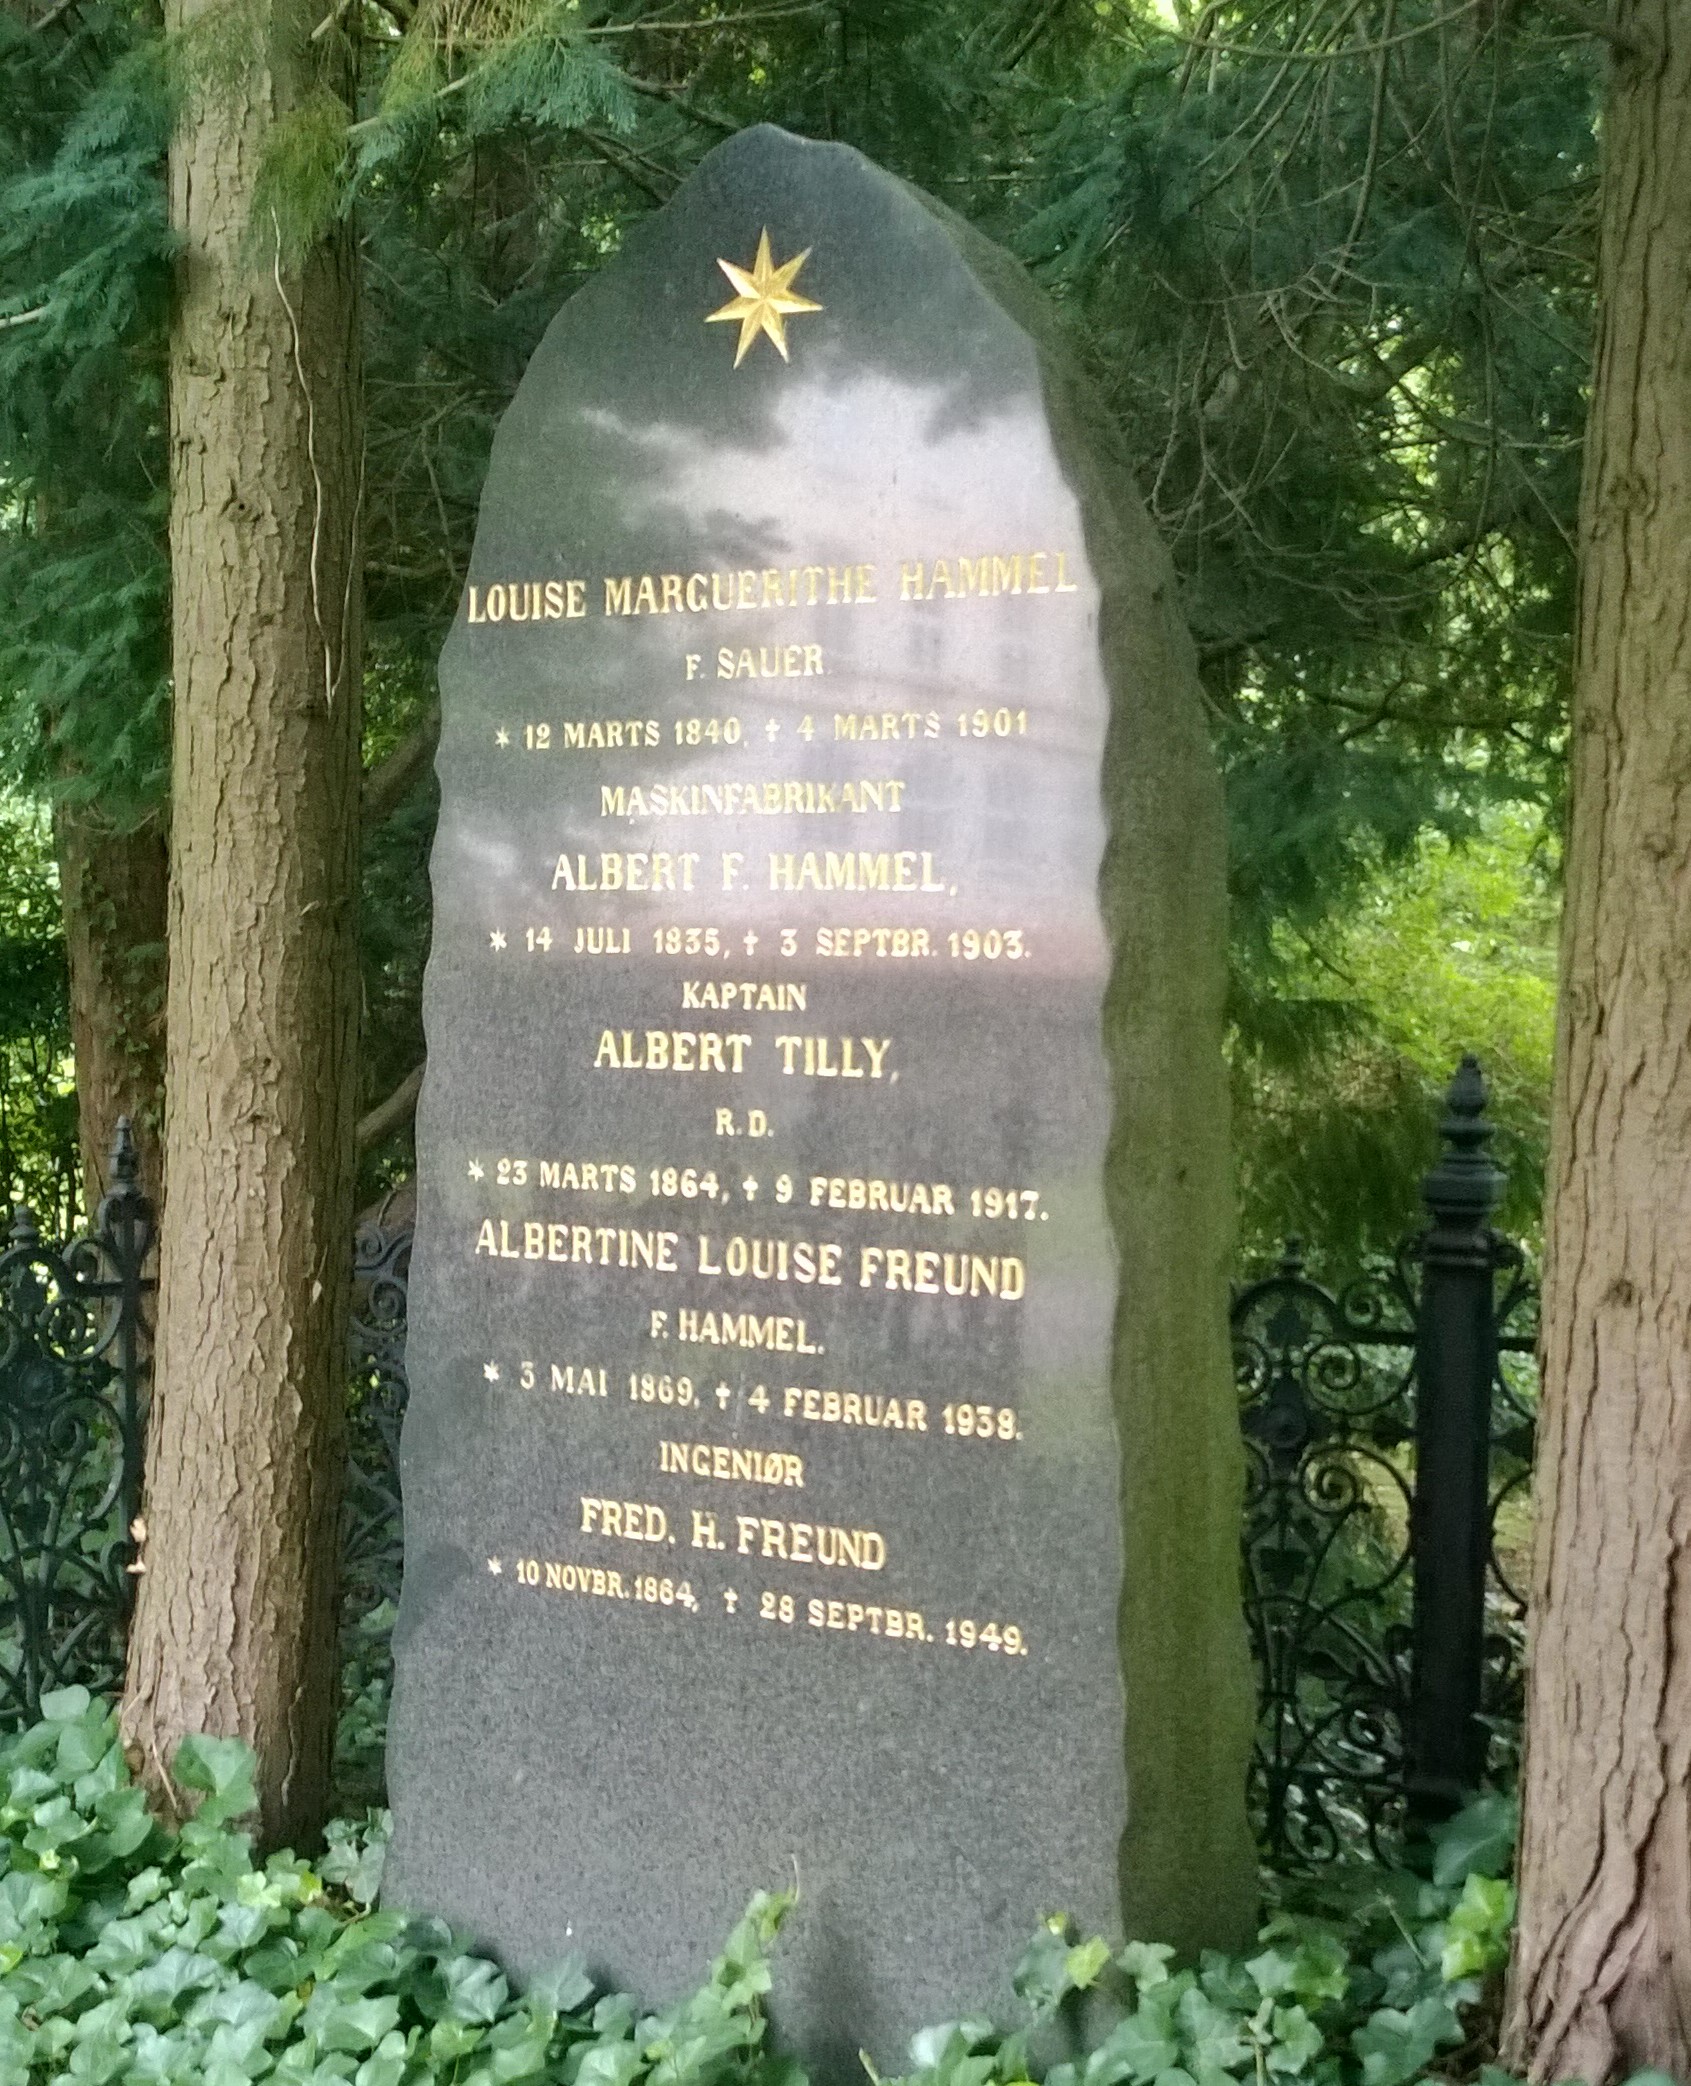 LOUISE MARGUERITHE HAMMEL
F. SAUER.
* 12 MARTS 1840, † 4 MARTS 1901
MASKINFABRIKANT
ALBERT F. HAMMEL,
* 14 JULI 1835, † 3 SEPTBR. 1903.
KAPTAIN
ALBERT TILLY,
R. D.
* 23 MARTS 1864, † 9 FEBRUAR 1917.
ALBERTINE LOUISE FREUND
F. HAMMEL.
* 3 MAI 1869, † 4 FEBRUAR 1938.
INGENIØR
FRED. H. FREUND
* 10 NOVBR. 1864, † 28 SEPTBR. 1949.